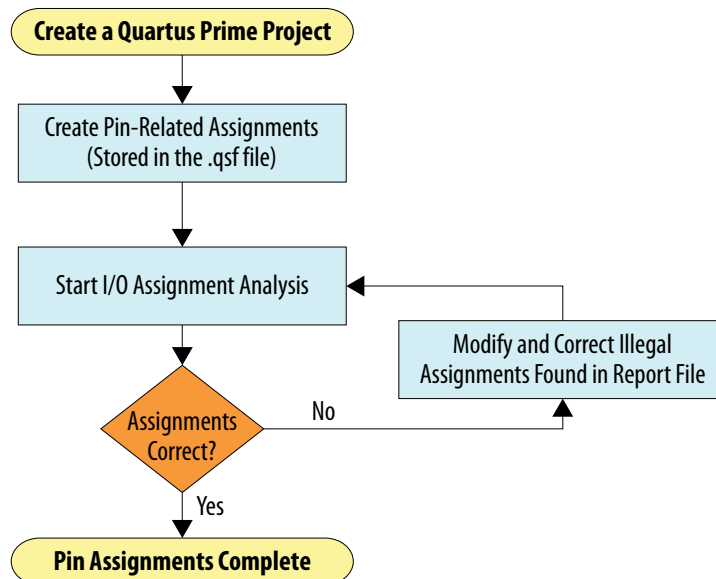 Create a Quartus Prime Project
Create Pin-Related Assignments
(Stored in the .qsf file)
Start I/O Assignment Analysis
Modify and Correct Illegal
Assignments Found in Report File
Assignments
Correct?
No
Yes
Pin Assignments Complete